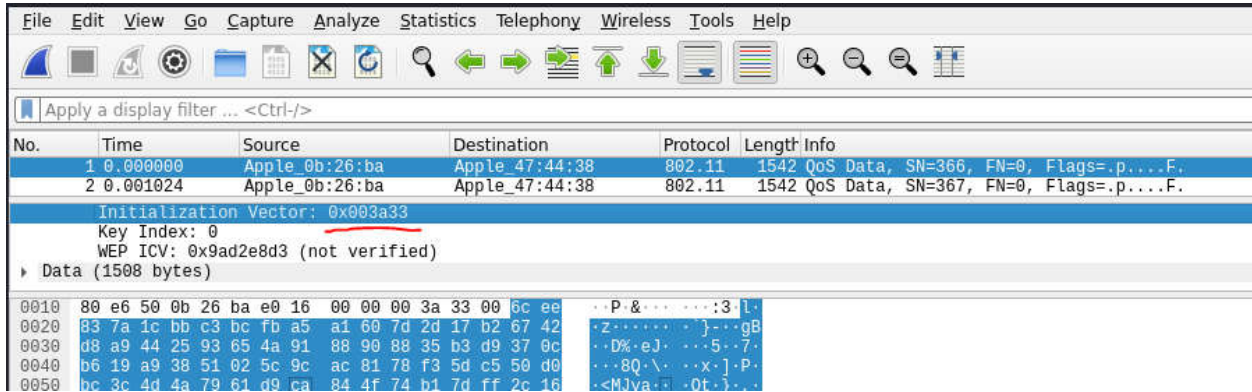 File Edit View Go Capture Analyze Statistics Telephony Wireless Tools Help
Apply a display filter ... <Ctrl-/>
No. Time Source Destination Protocol Length Info
1 0.000000 Apple_0b:26:ba Apple_47:44:38 802.11 1542 QoS Data, SN=366, FN=0, Flags=.p....F.
2 0.001024 Apple_0b:26:ba Apple_47:44:38 802.11 1542 QoS Data, SN=367, FN=0, Flags=.p....F.
Initialization Vector: 0x003a33
Key Index: 0
WEP ICV: 0x9ad2e8d3 (not verified)
Data (1508 bytes)
0010 80 e6 50 0b 26 ba e0 16 00 00 00 3a 33 00 6c ee ··P·&··· ···:3·l·
0020 83 7a 1c bb c3 bc fb a5 a1 60 7d 2d 17 b2 67 42 ·z······ ·`}-··gB
0030 d8 a9 44 25 93 65 4a 91 88 90 88 35 b3 d9 37 0c ··D%·eJ· ···5··7·
0040 b6 19 a9 38 51 02 5c 9c ac 81 78 f3 5d c5 50 d0 ···8Q·\· ··x·]·P·
0050 bc 3c 4d 4a 79 61 d9 ca 84 4f 74 b1 7d ff 2c 16 ·<MJya·· ·Ot·}·,·